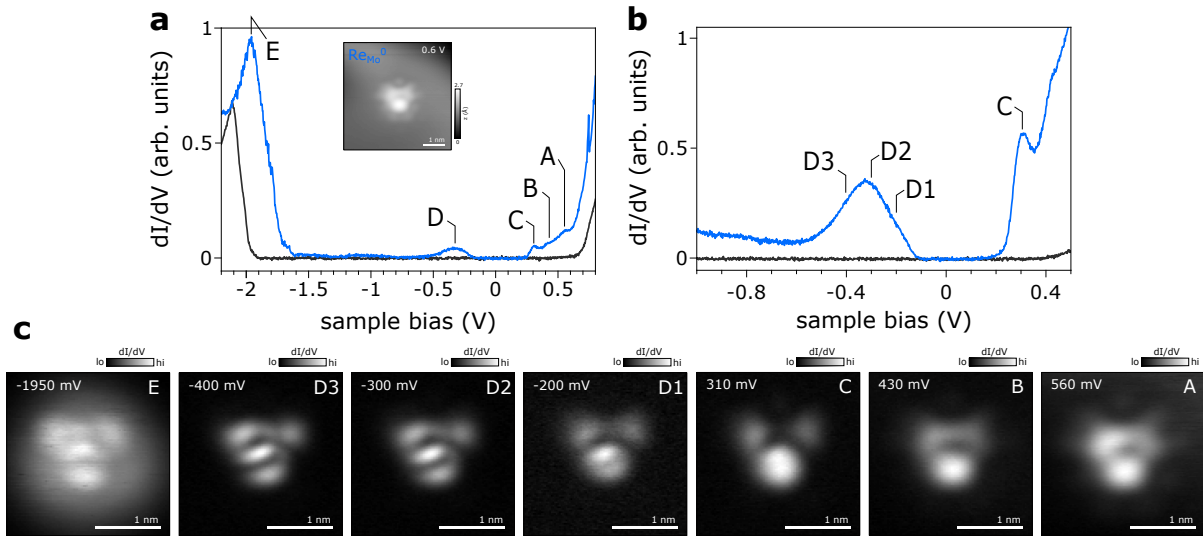 a
b
E
Re_Mo^0
0.6 V
2.7
z (Å)
0
1 nm
A
B
C
D
1
0.5
0
dI/dV (arb. units)
-2
-1.5
-1
-0.5
0
0.5
sample bias (V)
C
D3
D2
D1
1
0.5
0
dI/dV (arb. units)
-0.8
-0.4
0
0.4
sample bias (V)
c
dI/dV
lo
hi
dI/dV
lo
hi
dI/dV
lo
hi
dI/dV
lo
hi
dI/dV
lo
hi
dI/dV
lo
hi
dI/dV
lo
hi
-1950 mV
E
1 nm
-400 mV
D3
1 nm
-300 mV
D2
1 nm
-200 mV
D1
1 nm
310 mV
C
1 nm
430 mV
B
1 nm
560 mV
A
1 nm